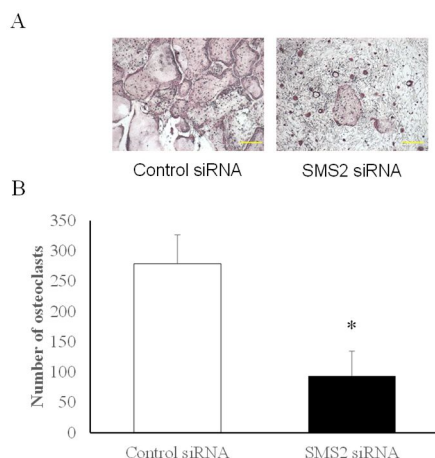 A
Control siRNA
SMS2 siRNA
B
Number of osteoclasts
350
300
250
200
150
100
50
0
*
Control siRNA
SMS2 siRNA